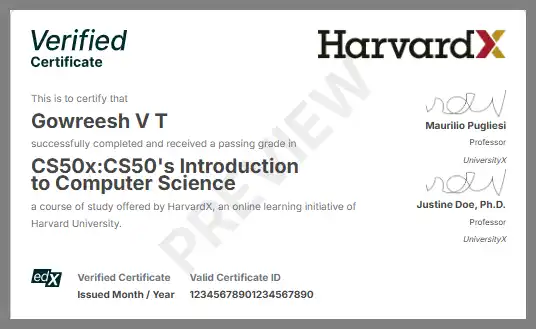 Verified
Certificate
HarvardX
This is to certify that
Gowreesh V T
successfully completed and received a passing grade in
CS50x:CS50's Introduction
to Computer Science
a course of study offered by HarvardX, an online learning initiative of
Harvard University.
PREVIEW
Maurilio Pugliesi
Professor
UniversityX
Justine Doe, Ph.D.
Professor
UniversityX
edX
Verified Certificate
Issued Month / Year
Valid Certificate ID
12345678901234567890